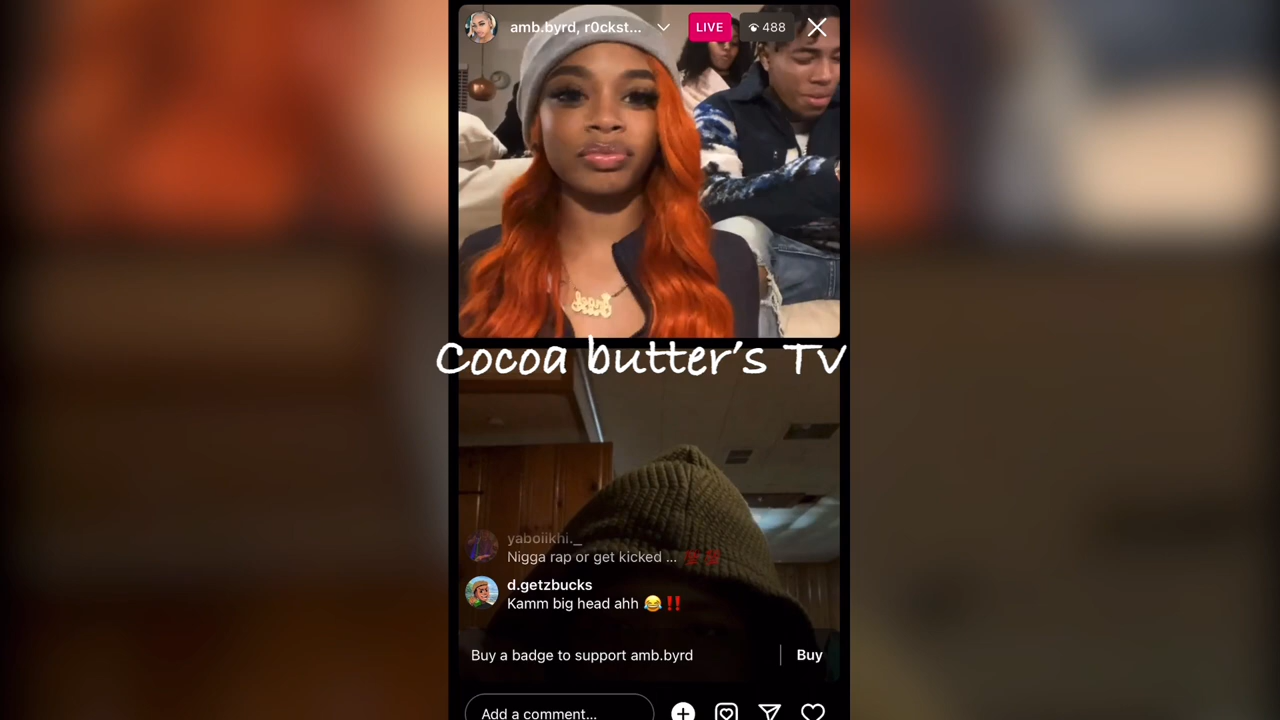 amb.byrd, r0ckst...
LIVE
488
Cocoa butter's Tv
yaboiikhi._
Nigga rap or get kicked ... 💯 💯
d.getzbucks
Kamm big head ahh 😂‼️
Buy a badge to support amb.byrd
Buy
Add a comment...